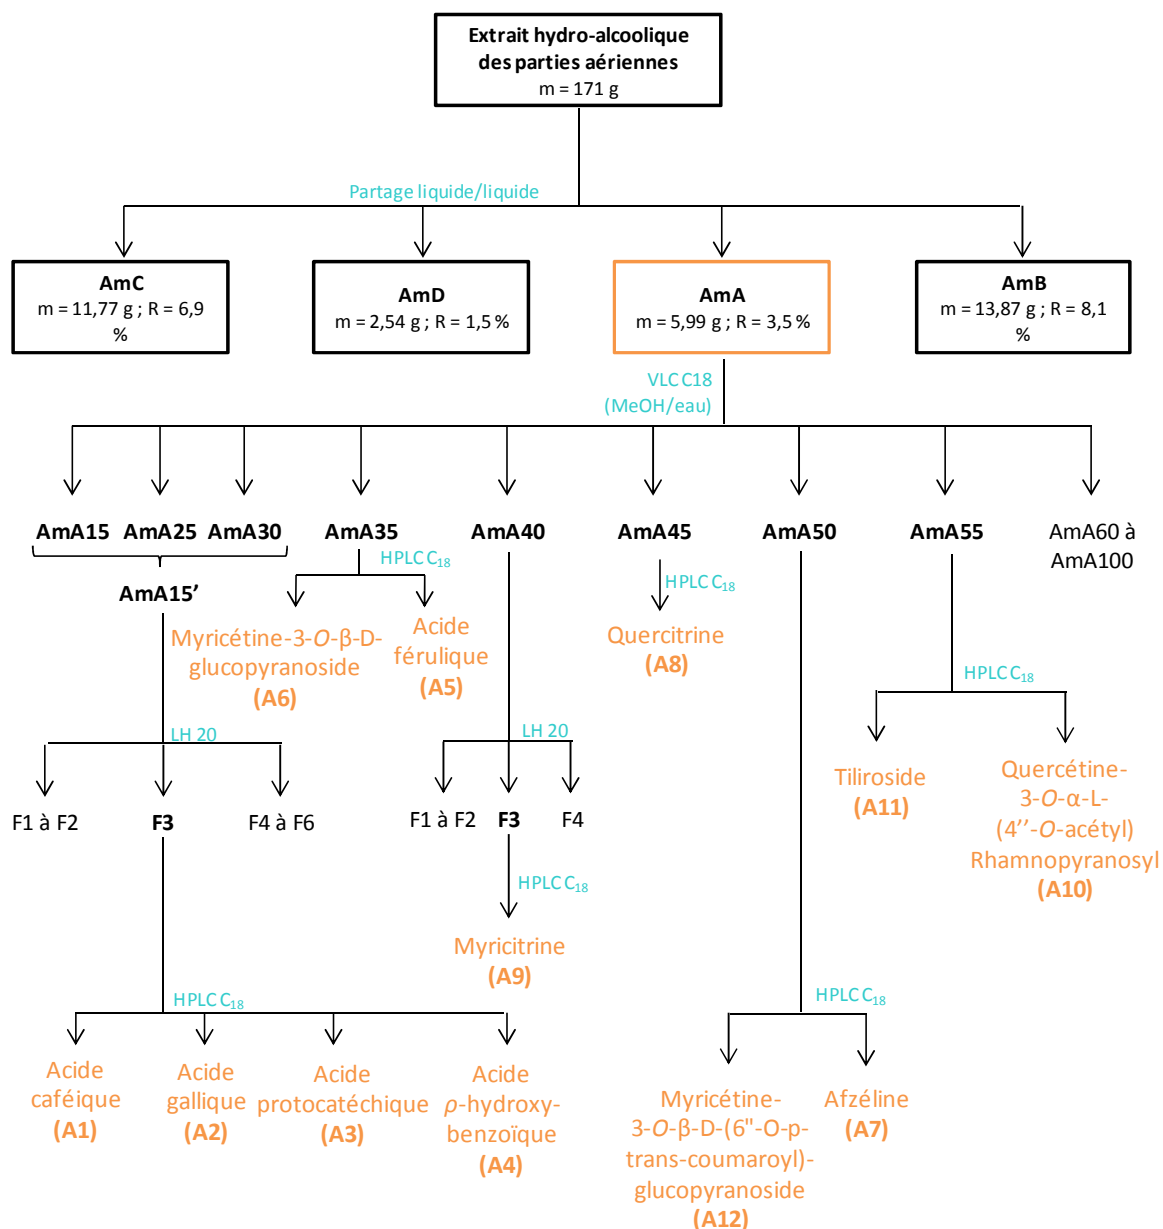 Extrait hydro-alcoolique
des parties aériennes
m = 171 g
Partage liquide/liquide
AmC
m = 11,77 g ; R = 6,9
%
AmD
m = 2,54 g ; R = 1,5 %
AmA
m = 5,99 g ; R = 3,5 %
AmB
m = 13,87 g ; R = 8,1
%
VLC C18
(MeOH/eau)
AmA15
AmA25
AmA30
AmA35
AmA40
AmA45
AmA50
AmA55
AmA60 à
AmA100
AmA15’
HPLC C18
Myricétine-3-O-β-D-
glucopyranoside
(A6)
Acide
férulique
(A5)
HPLC C18
Quercitrine
(A8)
HPLC C18
Tiliroside
(A11)
Quercétine-
3-O-α-L-
(4’’-O-acétyl)
Rhamnopyranosyl
(A10)
LH 20
F1 à F2
F3
F4 à F6
LH 20
F1 à F2
F3
F4
HPLC C18
Myricitrine
(A9)
HPLC C18
Acide
caféique
(A1)
Acide
gallique
(A2)
Acide
protocatéchique
(A3)
Acide
ρ-hydroxy-
benzoïque
(A4)
HPLC C18
Myricétine-
3-O-β-D-(6"-O-p-
trans-coumaroyl)-
glucopyranoside
(A12)
Afzéline
(A7)